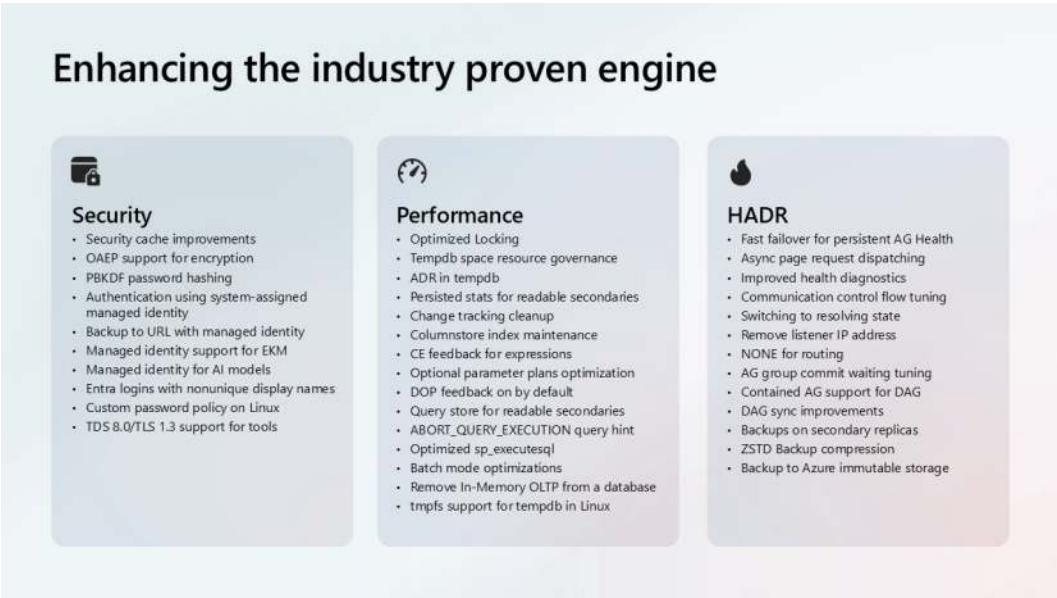 Enhancing the industry proven engine
Security
• Security cache improvements
• OAEP support for encryption
• PBKDF password hashing
• Authentication using system-assigned
managed identity
• Backup to URL with managed identity
• Managed identity support for EKM
• Managed identity for AI models
• Entra logins with nonunique display names
• Custom password policy on Linux
• TDS 8.0/TLS 1.3 support for tools
Performance
• Optimized Locking
• Tempdb space resource governance
• ADR in tempdb
• Persisted stats for readable secondaries
• Change tracking cleanup
• Columnstore index maintenance
• CE feedback for expressions
• Optional parameter plans optimization
• DOP feedback on by default
• Query store for readable secondaries
• ABORT_QUERY_EXECUTION query hint
• Optimized sp_executesql
• Batch mode optimizations
• Remove In-Memory OLTP from a database
• tmpfs support for tempdb in Linux
HADR
• Fast failover for persistent AG Health
• Async page request dispatching
• Improved health diagnostics
• Communication control flow tuning
• Switching to resolving state
• Remove listener IP address
• NONE for routing
• AG group commit waiting tuning
• Contained AG support for DAG
• DAG sync improvements
• Backups on secondary replicas
• ZSTD Backup compression
• Backup to Azure immutable storage